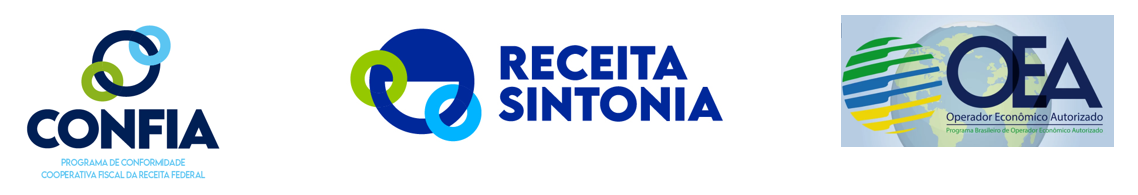 CONFIA
PROGRAMA DE CONFORMIDADE
COOPERATIVA FISCAL DA RECEITA FEDERAL
RECEITA
SINTONIA
OEA
Operador Econômico Autorizado
Programa Brasileiro de Operador Econômico Autorizado